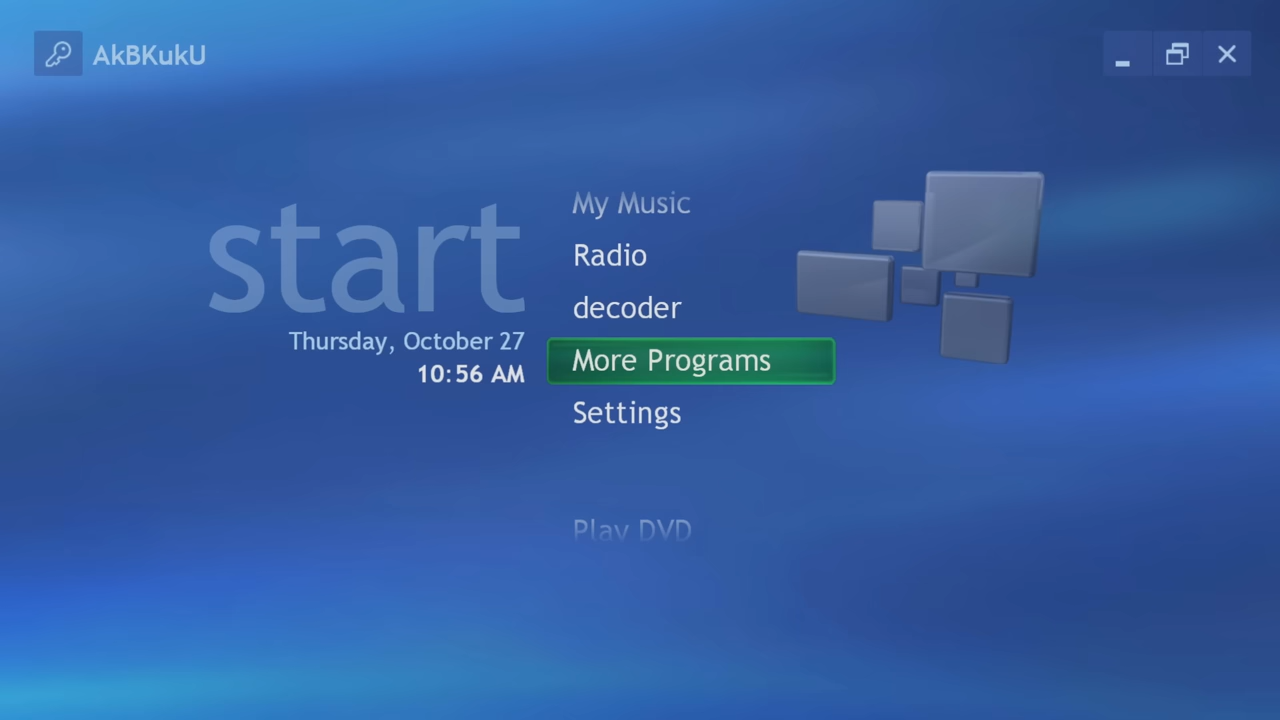 AkBKukU
start
Thursday, October 27
10:56 AM
My Music
Radio
decoder
More Programs
Settings
Play DVD